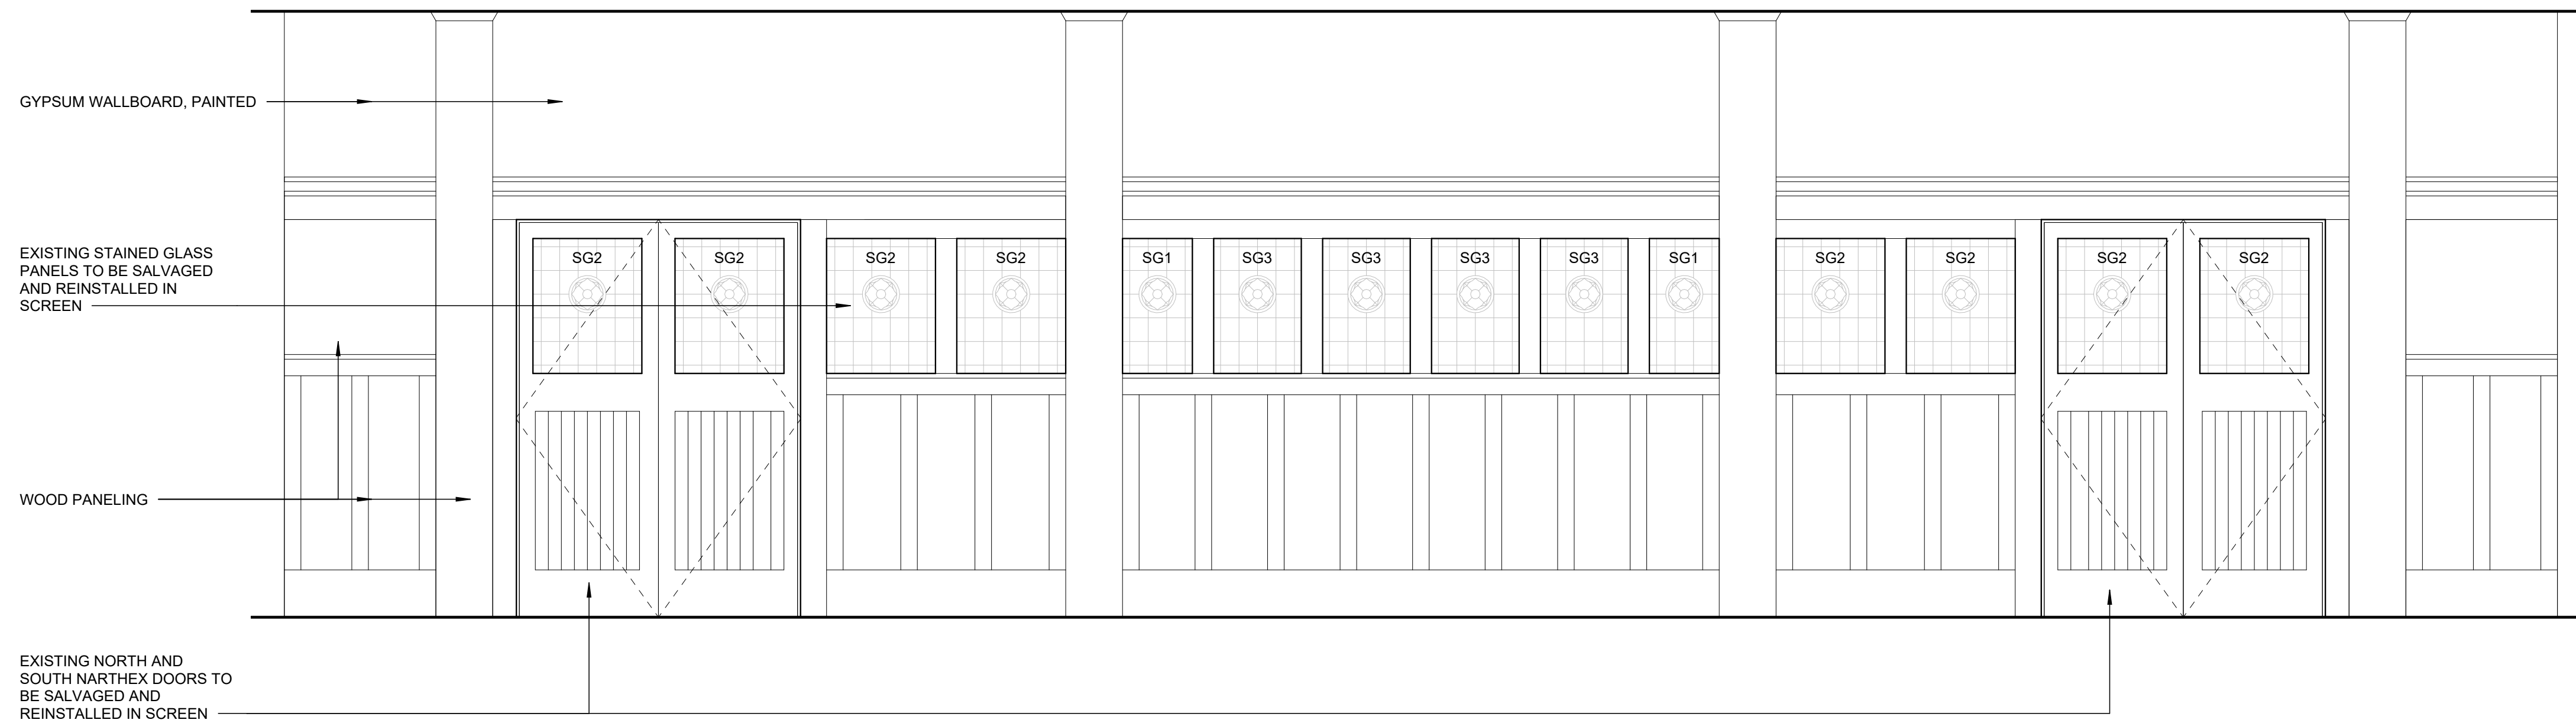 GYPSUM WALLBOARD, PAINTED
EXISTING STAINED GLASS
PANELS TO BE SALVAGED
AND REINSTALLED IN
SCREEN
SG2 SG2 SG2 SG2 SG1 SG3 SG3 SG3 SG3 SG1 SG2 SG2 SG2 SG2
WOOD PANELING
EXISTING NORTH AND
SOUTH NARTHEX DOORS TO
BE SALVAGED AND
REINSTALLED IN SCREEN